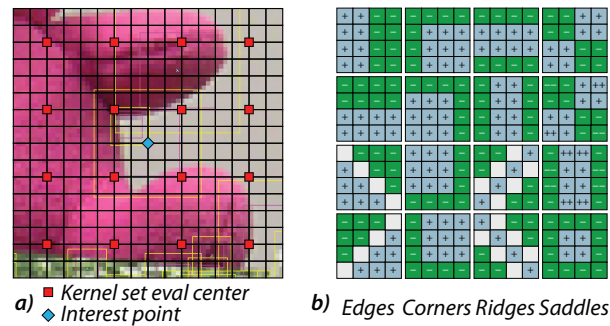 a)
Kernel set eval center
Interest point
b)
Edges Corners Ridges Saddles